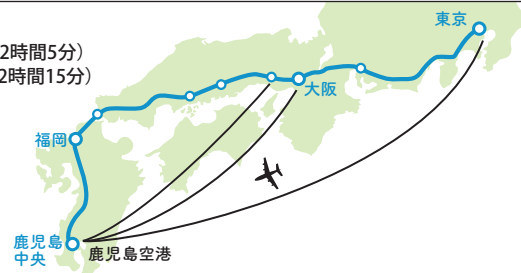 東京
2時間5分）
2時間15分）
大阪
福岡
鹿児島
中央
鹿児島空港